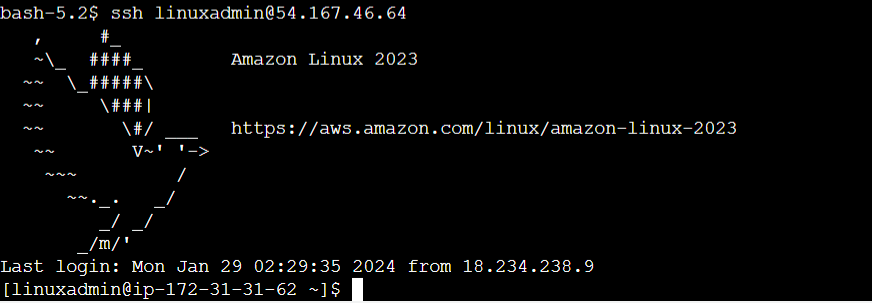 bash-5.2$ ssh linuxadmin@54.167.46.64
   ,     #_
   ~\_  ####_        Amazon Linux 2023
  ~~  \_#####\
  ~~     \###|
  ~~       \#/ ___   https://aws.amazon.com/linux/amazon-linux-2023
   ~~       V~' '->
    ~~~         /
      ~~._.   _/
         _/ _/
       _/m/'
Last login: Mon Jan 29 02:29:35 2024 from 18.234.238.9
[linuxadmin@ip-172-31-31-62 ~]$